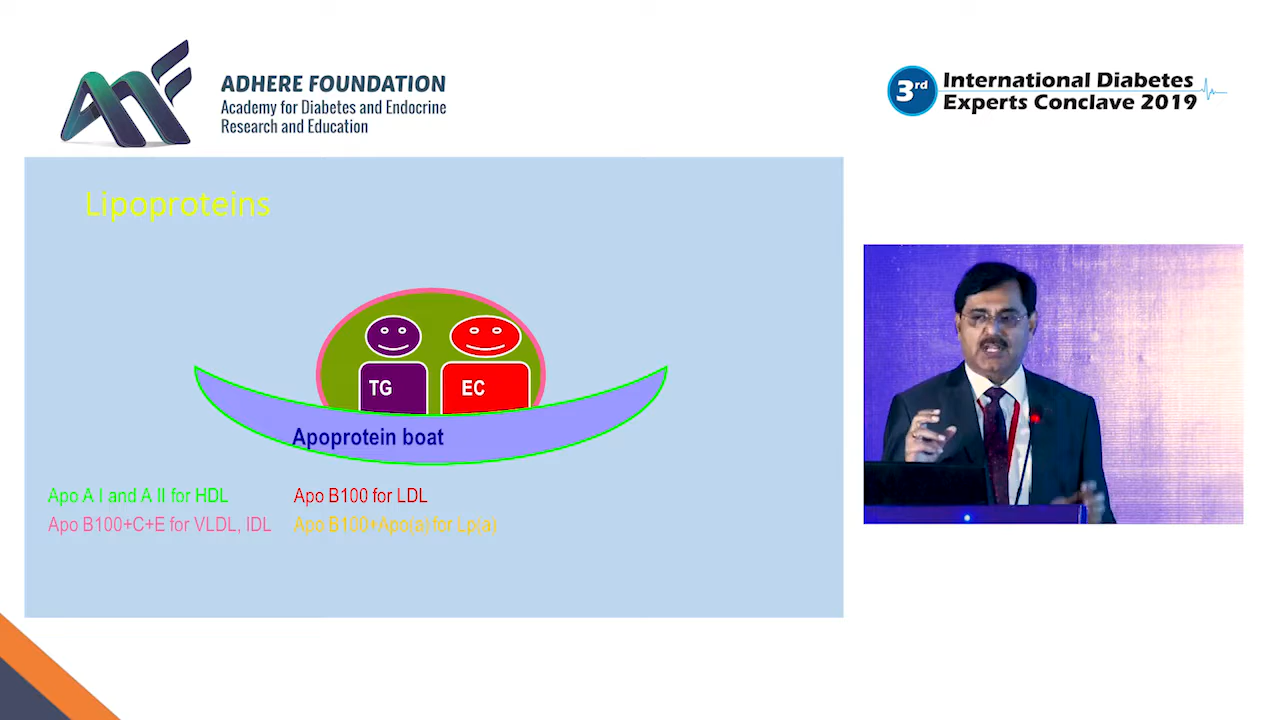 ADHERE FOUNDATION
Academy for Diabetes and Endocrine
Research and Education
3rd
International Diabetes
Experts Conclave 2019
Lipoproteins
TG
EC
Apoprotein boat
Apo A I and A II for HDL
Apo B100 for LDL
Apo B100+C+E for VLDL, IDL
Apo B100+Apo(a) for Lp(a)